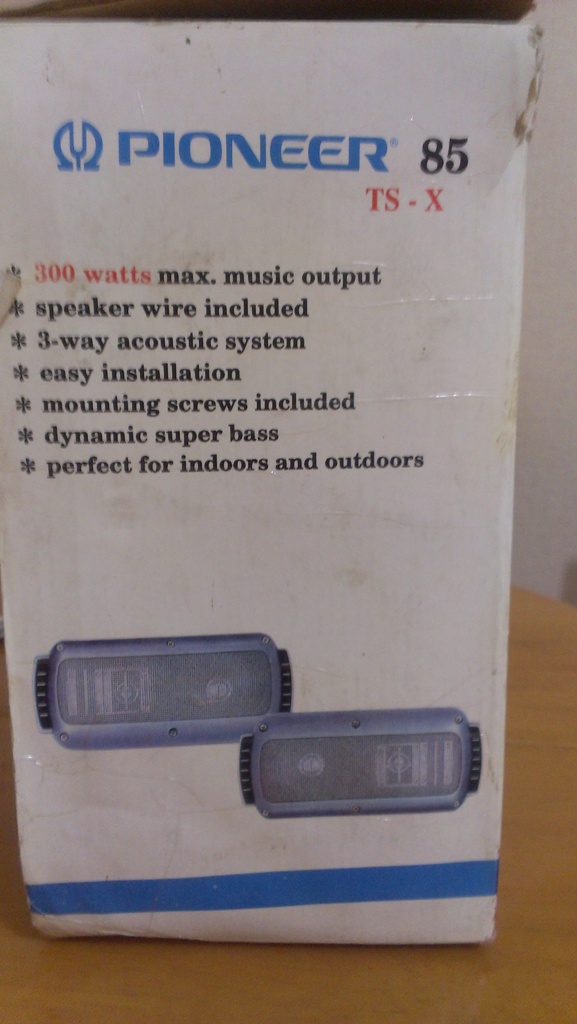 PIONEER® 85
TS - X
* 300 watts max. music output
* speaker wire included
* 3-way acoustic system
* easy installation
* mounting screws included
* dynamic super bass
* perfect for indoors and outdoors